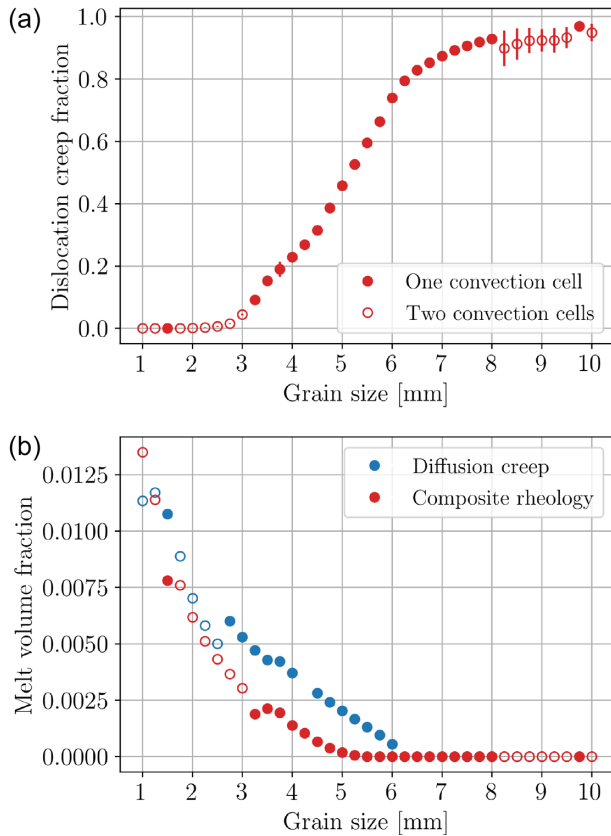 (a)
Dislocation creep fraction
1.0
0.8
0.6
0.4
0.2
0.0
One convection cell
Two convection cells
1 2 3 4 5 6 7 8 9 10
Grain size [mm]
(b)
Melt volume fraction
0.0125
0.0100
0.0075
0.0050
0.0025
0.0000
Diffusion creep
Composite rheology
1 2 3 4 5 6 7 8 9 10
Grain size [mm]